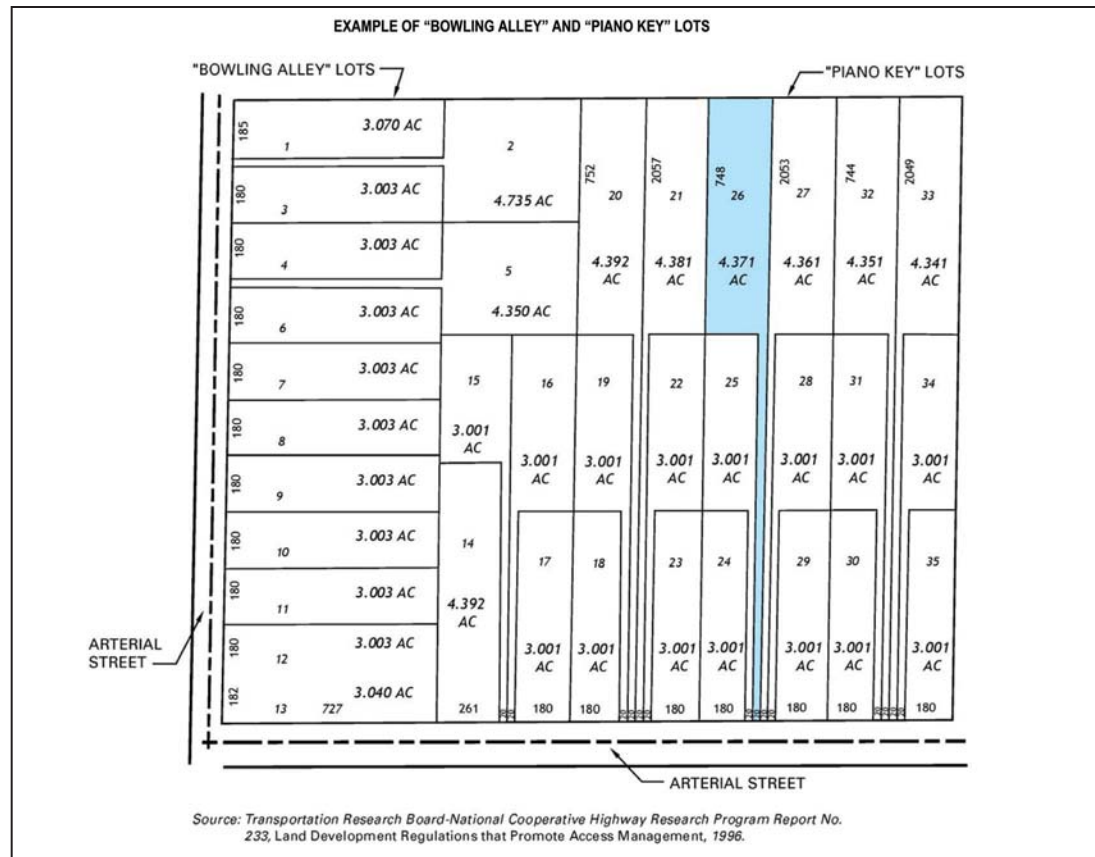 EXAMPLE OF “BOWLING ALLEY” AND “PIANO KEY” LOTS
"BOWLING ALLEY" LOTS
"PIANO KEY" LOTS
185
1
3.070 AC
2
4.735 AC
180
3
3.003 AC
180
4
3.003 AC
5
4.350 AC
180
6
3.003 AC
180
7
3.003 AC
180
8
3.003 AC
180
9
3.003 AC
180
10
3.003 AC
180
11
3.003 AC
180
12
3.003 AC
182
13
727
3.040 AC
752
20
4.392
AC
2057
21
4.381
AC
748
26
4.371
AC
2053
27
4.361
AC
744
32
4.351
AC
2049
33
4.341
AC
15
3.001
AC
16
3.001
AC
19
3.001
AC
22
3.001
AC
25
3.001
AC
28
3.001
AC
31
3.001
AC
34
3.001
AC
14
4.392
AC
261
17
3.001
AC
180
18
3.001
AC
180
23
3.001
AC
180
24
3.001
AC
180
29
3.001
AC
180
30
3.001
AC
180
35
3.001
AC
180
ARTERIAL
STREET
ARTERIAL STREET
Source: Transportation Research Board-National Cooperative Highway Research Program Report No.
233, Land Development Regulations that Promote Access Management, 1996.